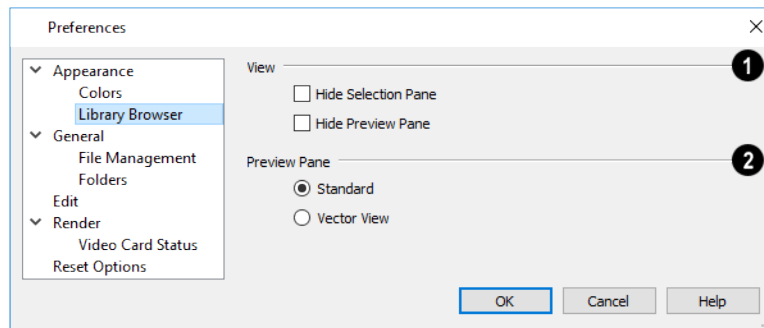 Preferences
Appearance
Colors
Library Browser
General
File Management
Folders
Edit
Render
Video Card Status
Reset Options
View 1
Hide Selection Pane
Hide Preview Pane
Preview Pane 2
Standard
Vector View
OK Cancel Help